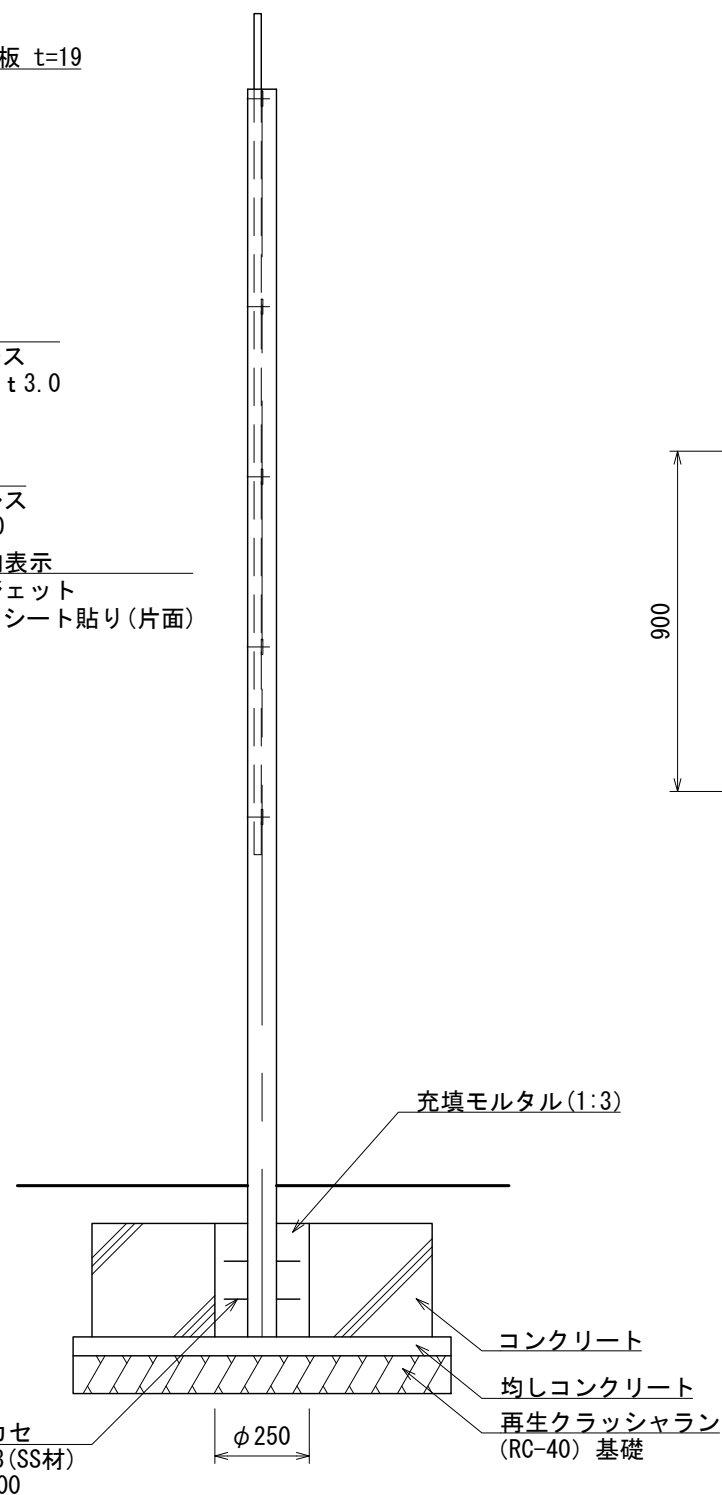 板 t=19
ス
t3.0
ス
表示
ジェット
シート貼り(片面)
900
充填モルタル(1:3)
コンクリート
均しコンクリート
再生クラッシャラン
(RC-40) 基礎
カセ
(SS材)
00
φ250